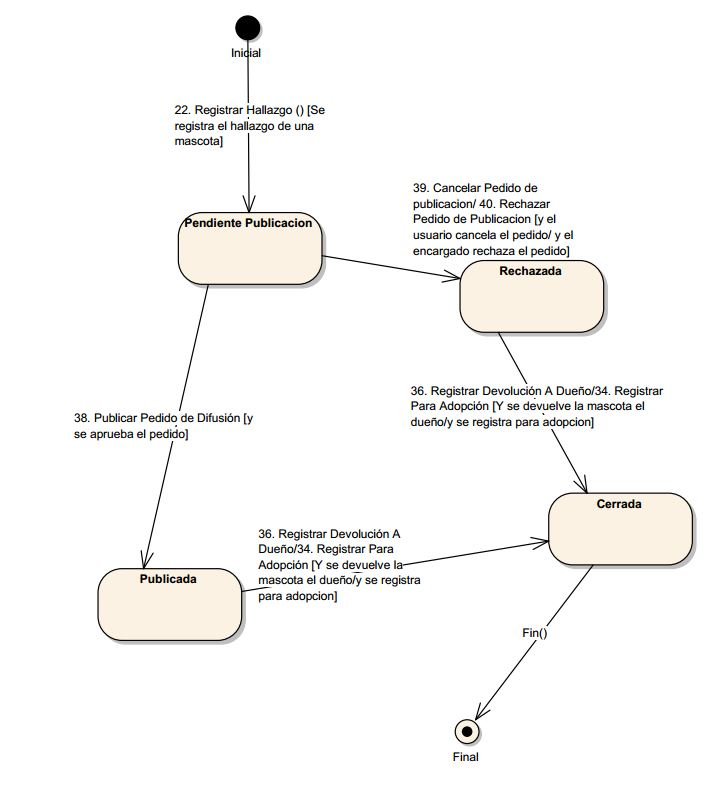 Inicial
22. Registrar Hallazgo () [Se
registra el hallazgo de una
mascota]
39. Cancelar Pedido de
publicacion/ 40. Rechazar
Pedido de Publicacion [y el
usuario cancela el pedido/ y el
encargado rechaza el pedido]
Pendiente Publicacion
Rechazada
36. Registrar Devolución A Dueño/34. Registrar
Para Adopción [Y se devuelve la mascota el
dueño/y se registra para adopcion]
38. Publicar Pedido de Difusión [y
se aprueba el pedido]
Cerrada
36. Registrar Devolución A
Dueño/34. Registrar Para
Adopción [Y se devuelve la
mascota el dueño/y se registra
para adopcion]
Publicada
Fin()
Final